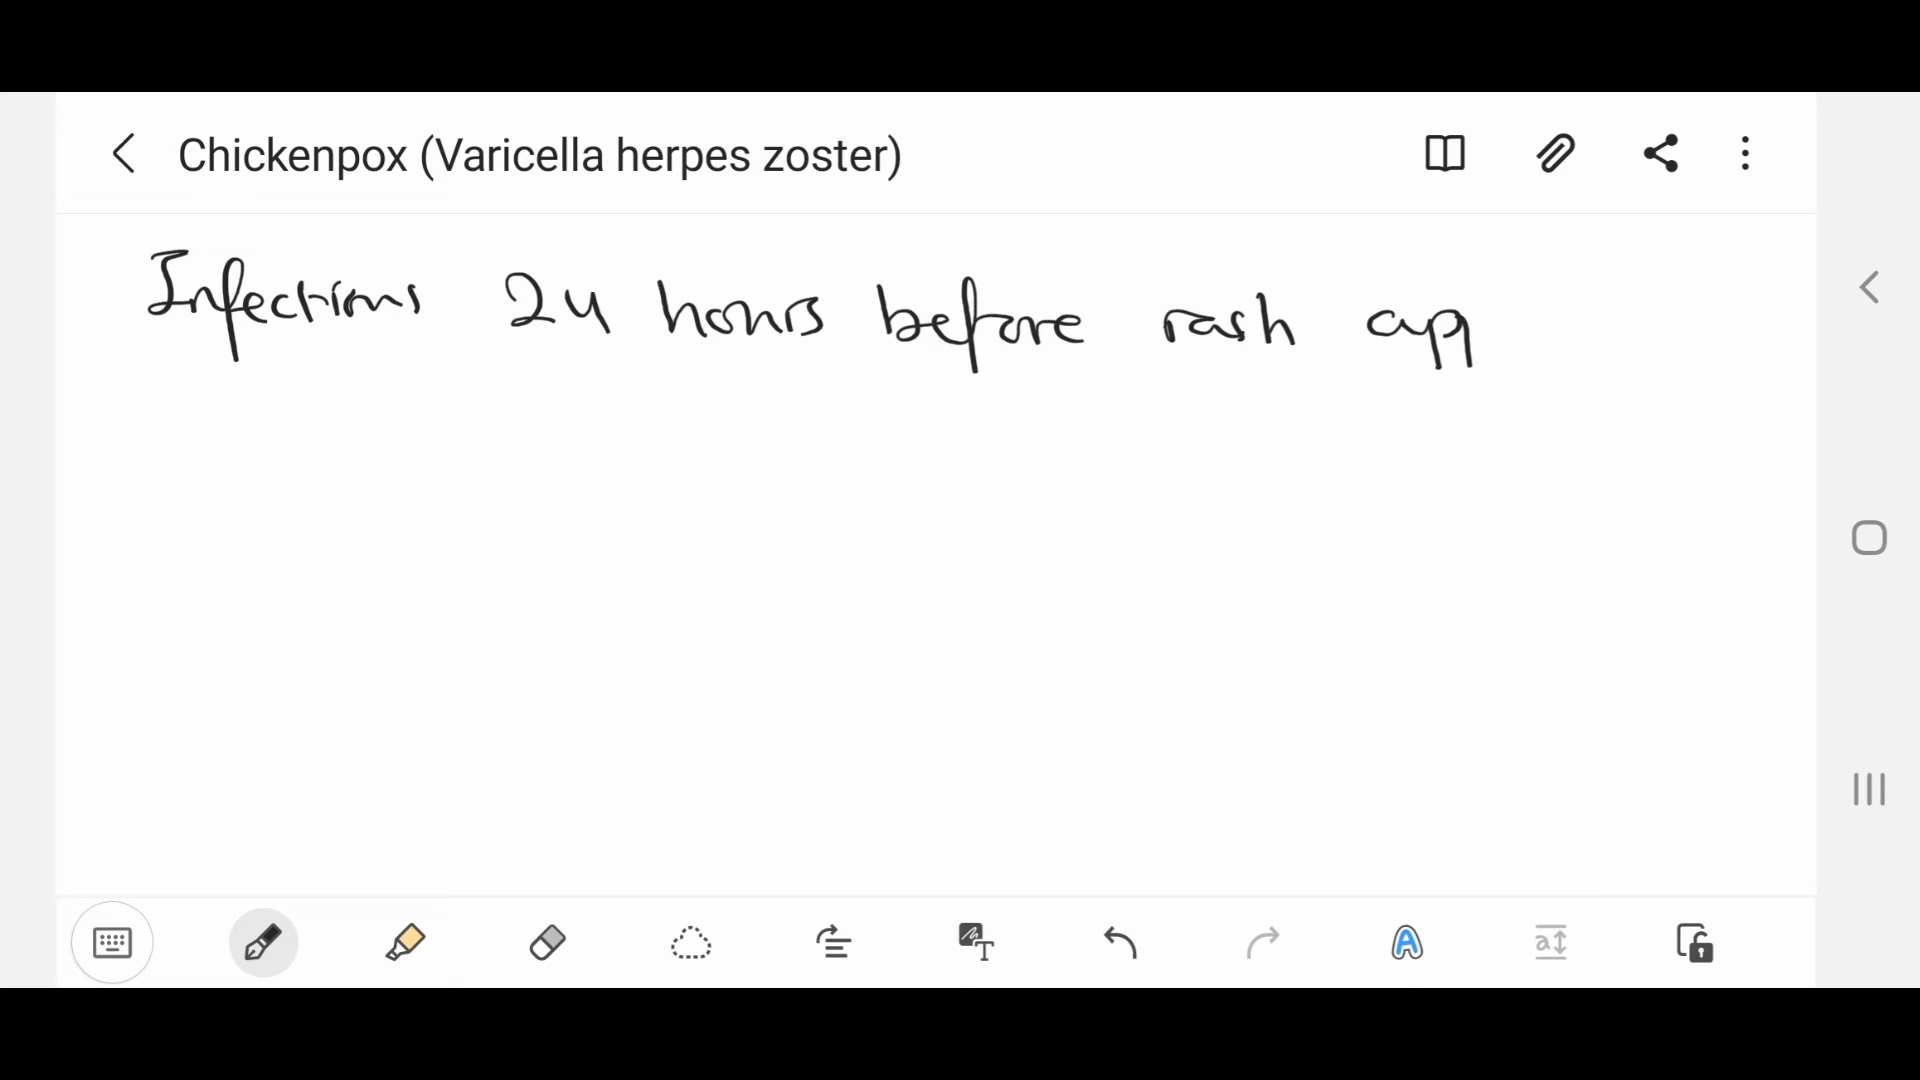 Chickenpox (Varicella herpes zoster)
Infectious 24 hours before rash app